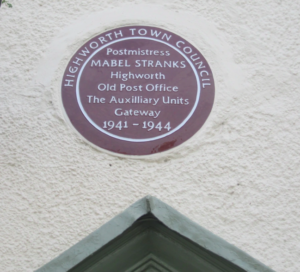 HIGHWORTH TOWN COUNCIL
Postmistress
MABEL STRANKS
Highworth
Old Post Office
The Auxilliary Units
Gateway
1941 - 1944